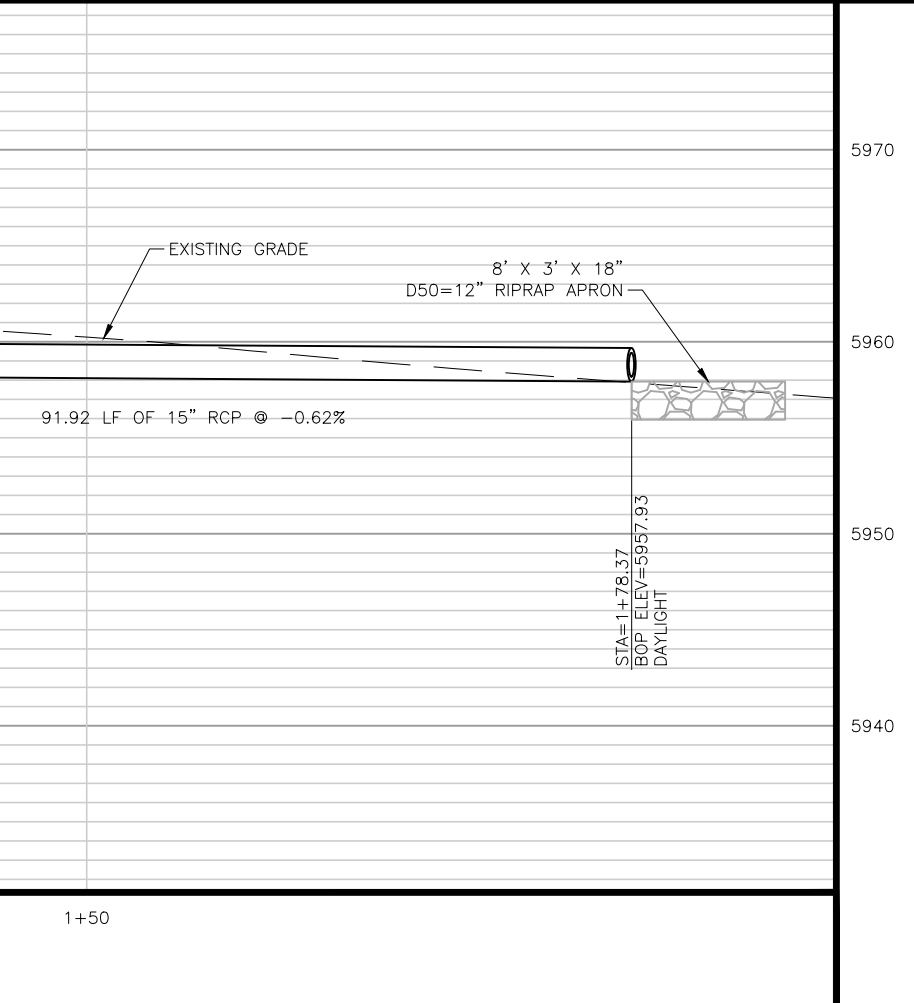 5970
EXISTING GRADE
8' X 3' X 18"
D50=12" RIPRAP APRON
5960
91.92 LF OF 15" RCP @ -0.62%
5950
STA=1+78.37
BOP ELEV=5957.93
DAYLIGHT
5940
1+50